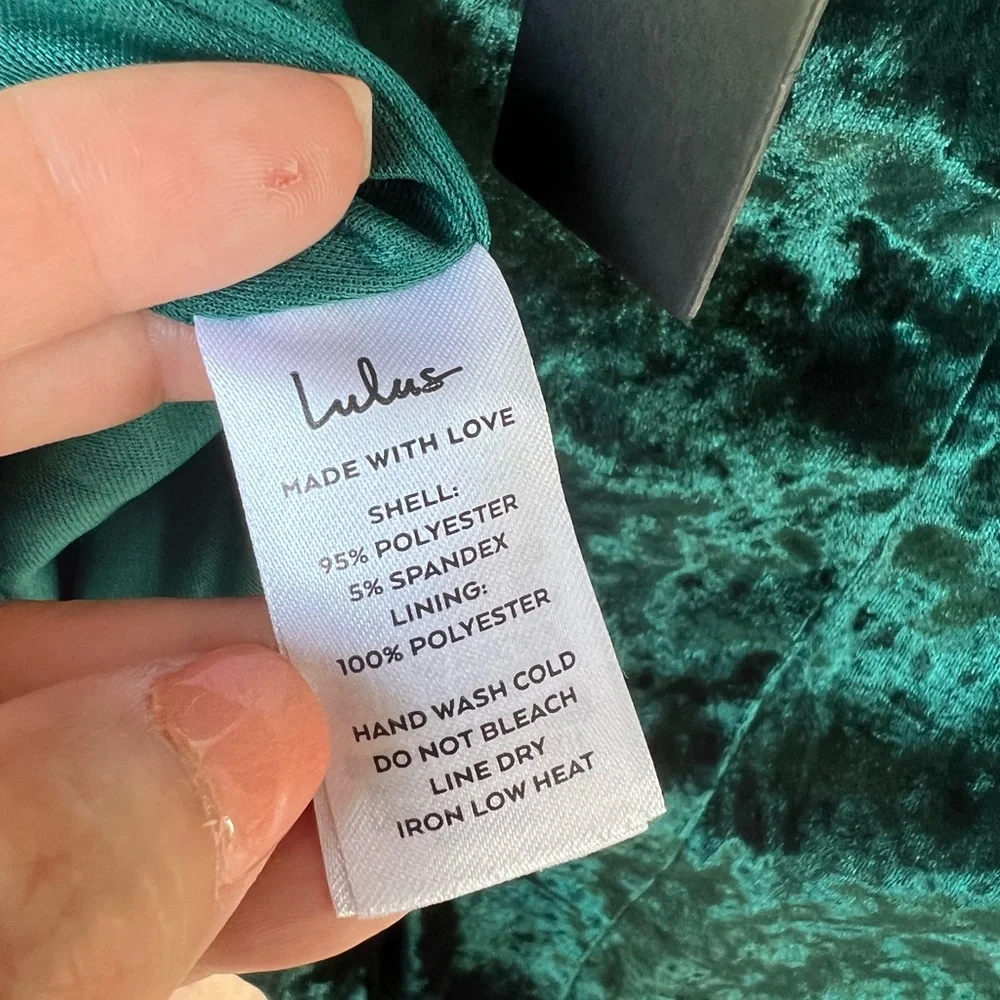 Lulus
MADE WITH LOVE
SHELL:
95% POLYESTER
5% SPANDEX
LINING:
100% POLYESTER
HAND WASH COLD
DO NOT BLEACH
LINE DRY
IRON LOW HEAT